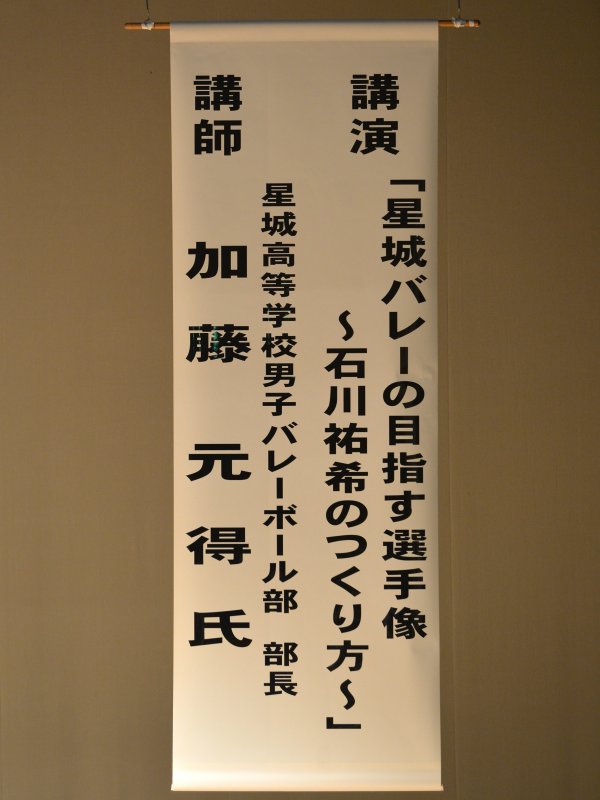 講演
「星城バレーの目指す選手像
～石川祐希のつくり方～」
星城高等学校男子バレーボール部　部長
講師　加藤　元得氏